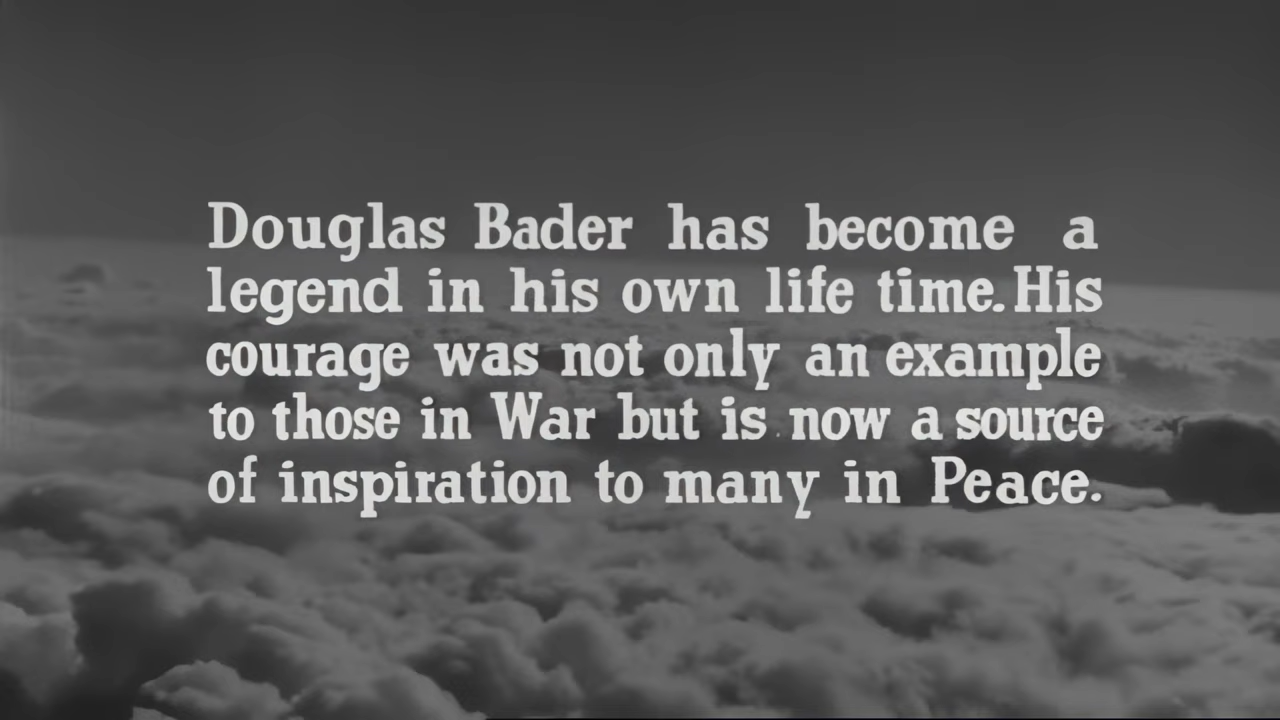 Douglas Bader has become a
legend in his own life time. His
courage was not only an example
to those in War but is now a source
of inspiration to many in Peace.